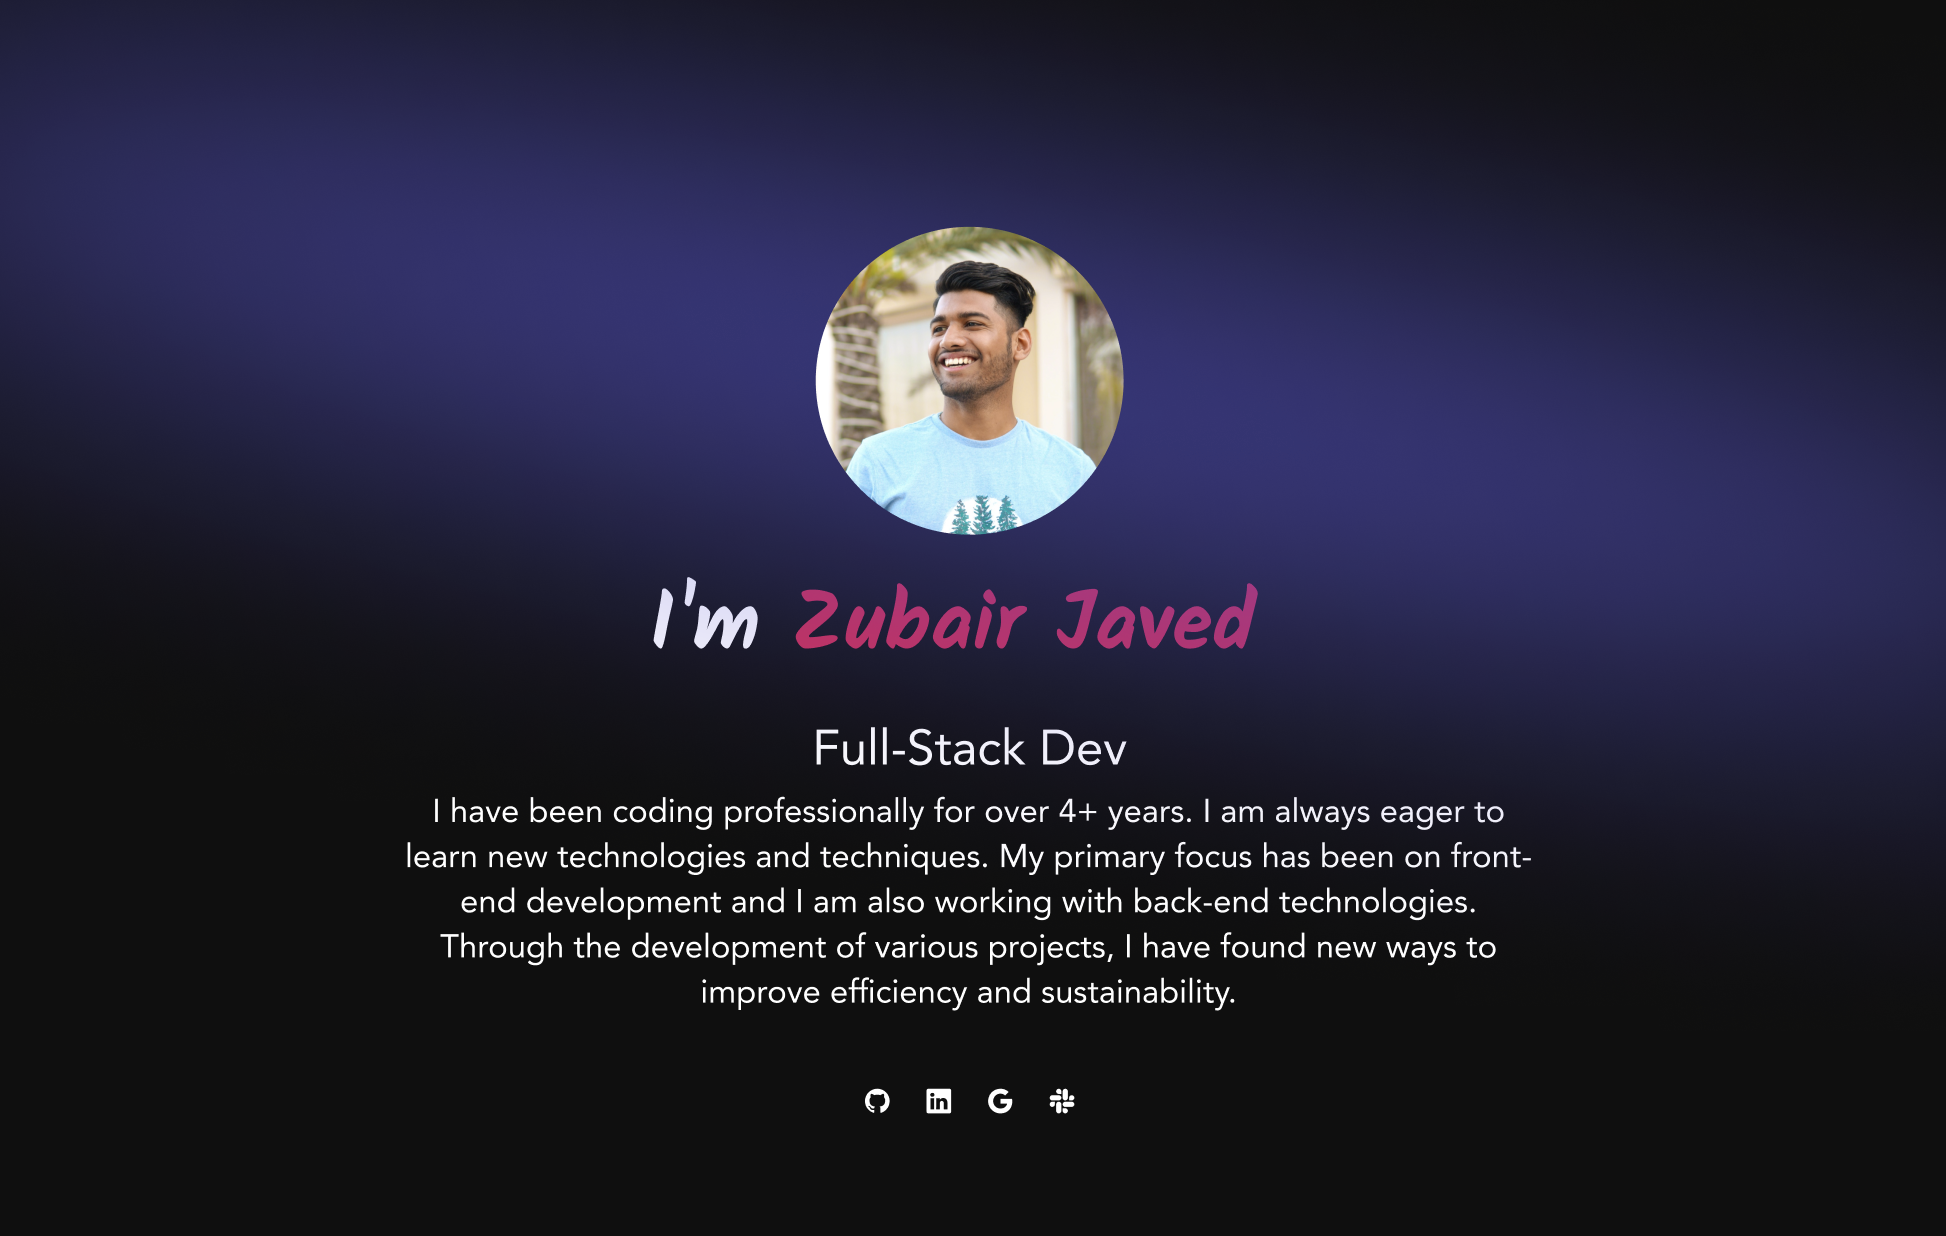 I'm Zubair Javed
Full-Stack Dev
I have been coding professionally for over 4+ years. I am always eager to
learn new technologies and techniques. My primary focus has been on front-
end development and I am also working with back-end technologies.
Through the development of various projects, I have found new ways to
improve efficiency and sustainability.